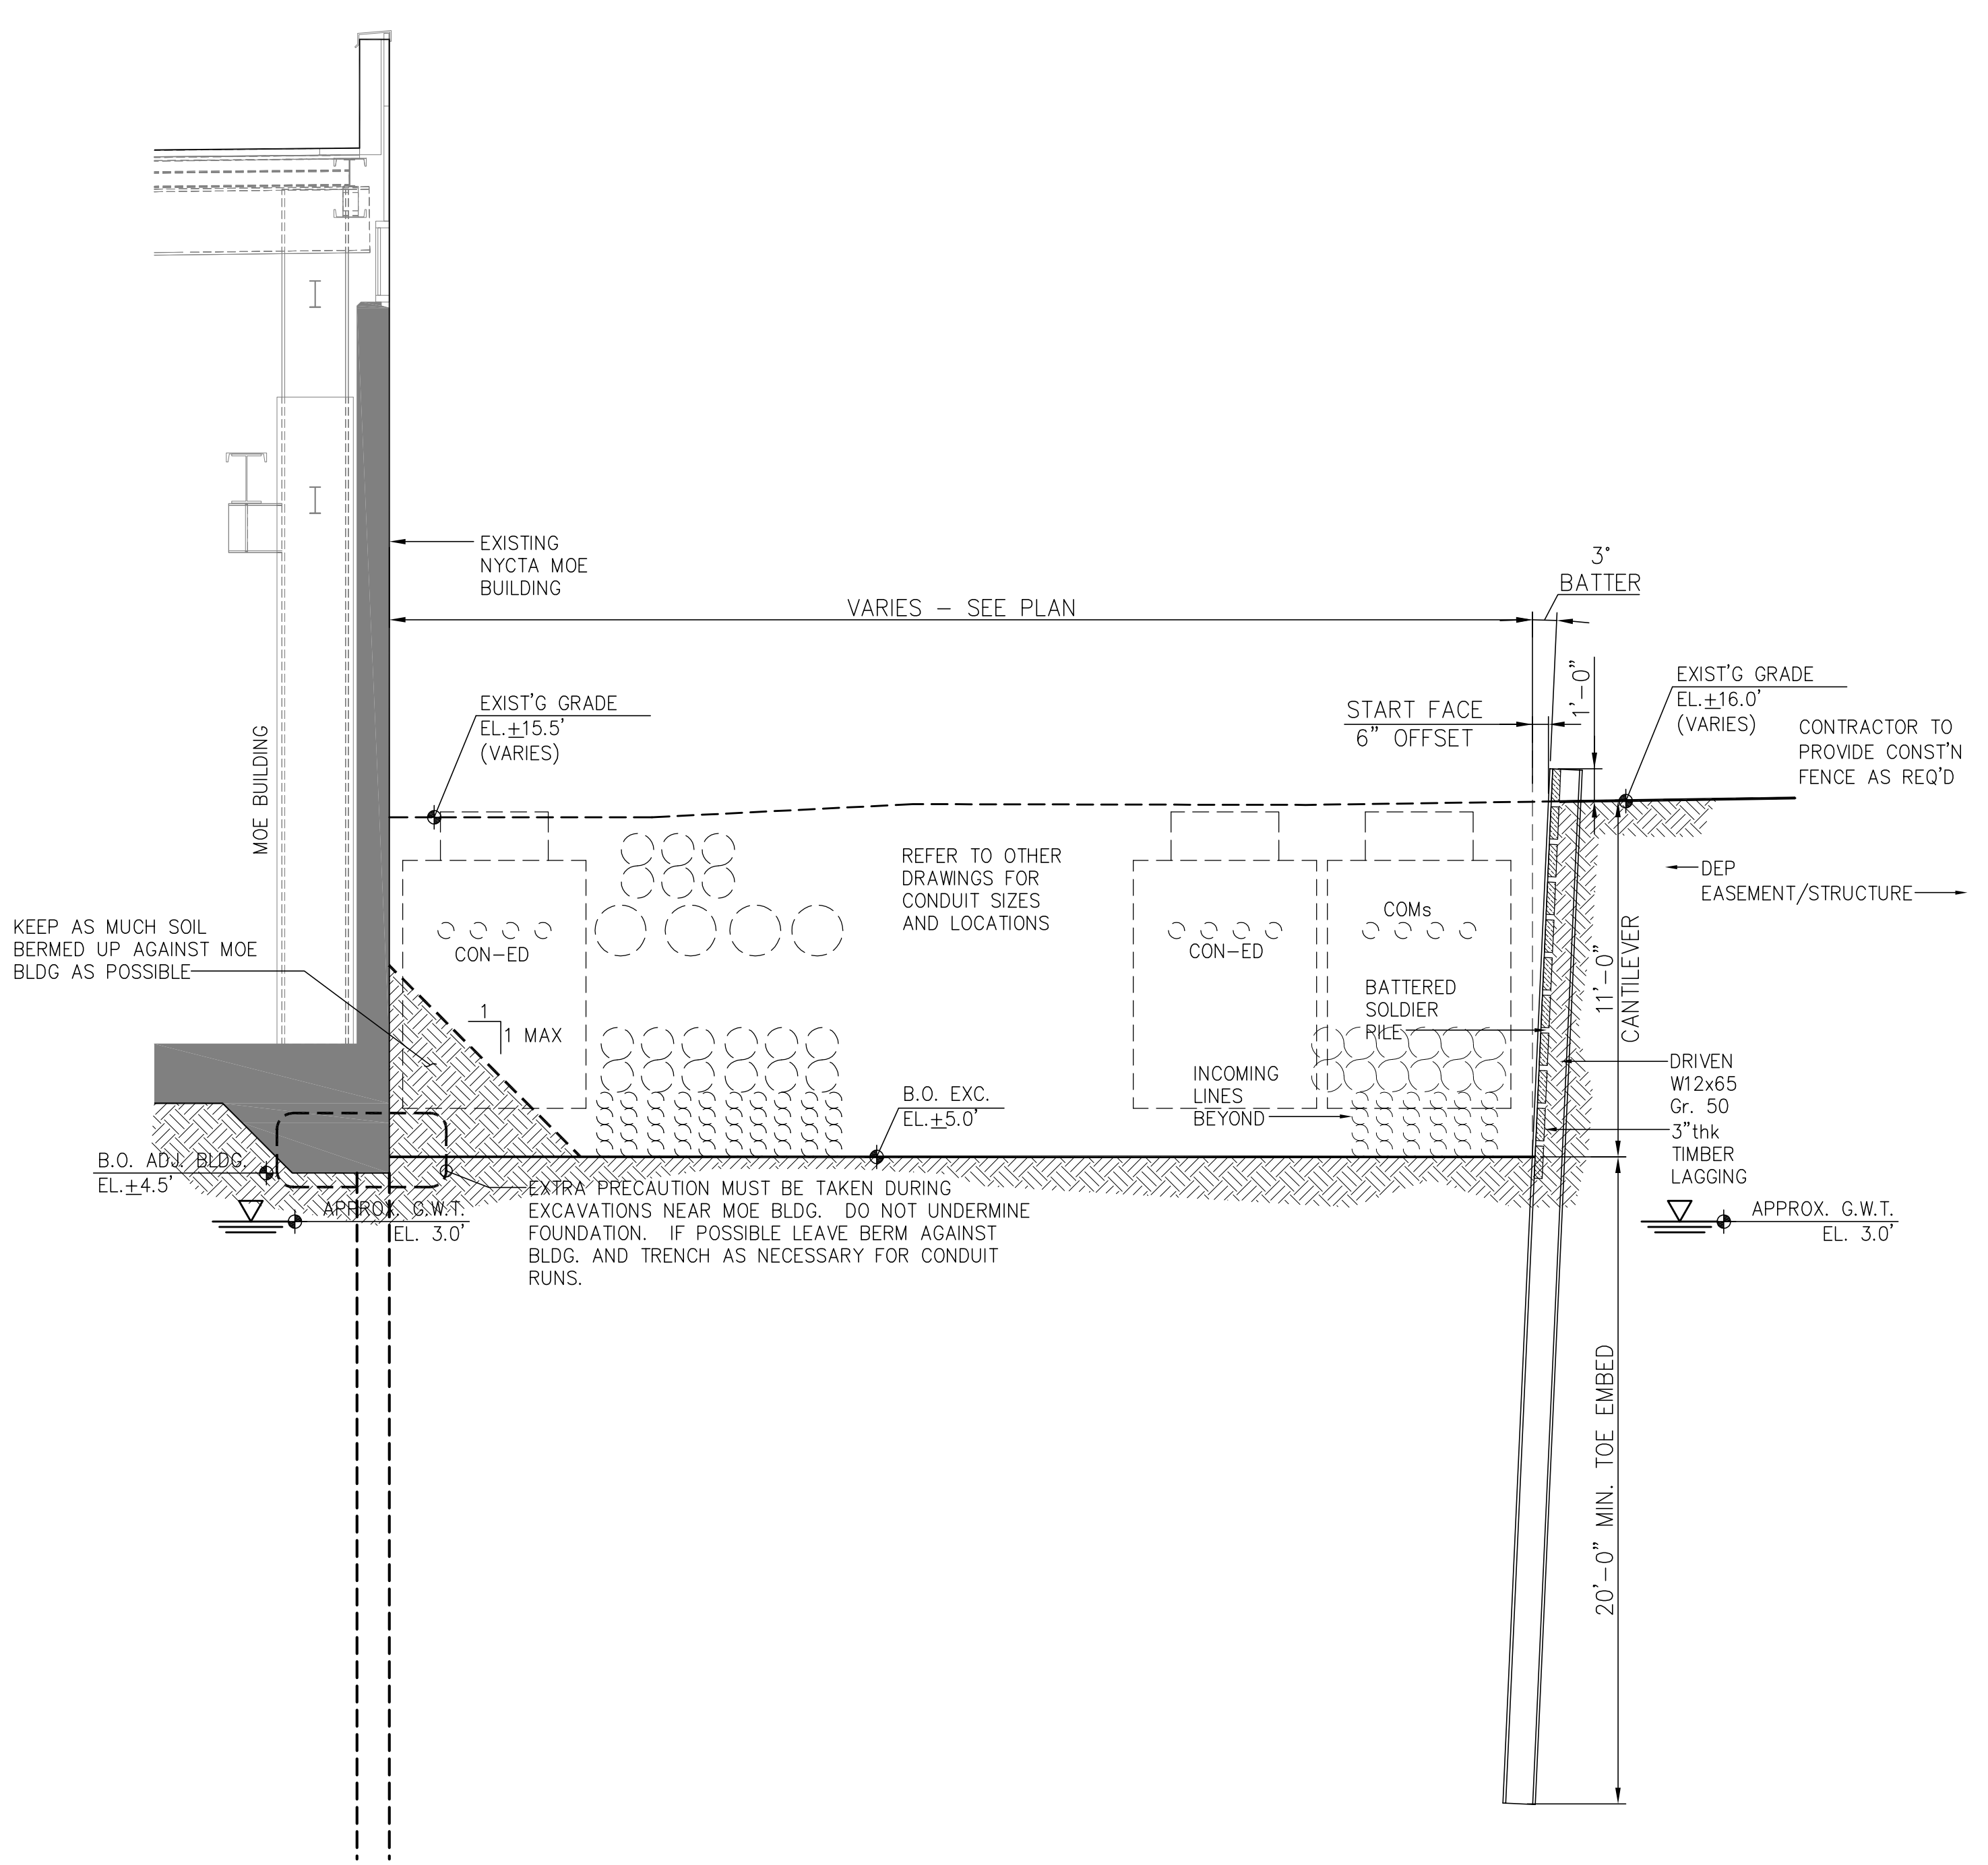 EXISTING
NYCTA MOE
BUILDING
3°
BATTER
VARIES – SEE PLAN
1'-0"
EXIST'G GRADE
EL.±16.0'
(VARIES)
CONTRACTOR TO
PROVIDE CONST'N
FENCE AS REQ'D
EXIST'G GRADE
EL.±15.5'
(VARIES)
START FACE
6" OFFSET
MOE BUILDING
REFER TO OTHER
DRAWINGS FOR
CONDUIT SIZES
AND LOCATIONS
DEP
EASEMENT/STRUCTURE
KEEP AS MUCH SOIL
BERMED UP AGAINST MOE
BLDG AS POSSIBLE
CON-ED
CON-ED
COMs
11'-0"
CANTILEVER
BATTERED
SOLDIER
PILE
1
1 MAX
INCOMING
LINES
BEYOND
B.O. EXC.
EL.±5.0'
DRIVEN
W12x65
Gr. 50
3"thk
TIMBER
LAGGING
B.O. ADJ. BLDG.
EL.±4.5'
APPROX. G.W.T.
EL. 3.0'
EXTRA PRECAUTION MUST BE TAKEN DURING
EXCAVATIONS NEAR MOE BLDG. DO NOT UNDERMINE
FOUNDATION. IF POSSIBLE LEAVE BERM AGAINST
BLDG. AND TRENCH AS NECESSARY FOR CONDUIT
RUNS.
APPROX. G.W.T.
EL. 3.0'
20'-0" MIN. TOE EMBED